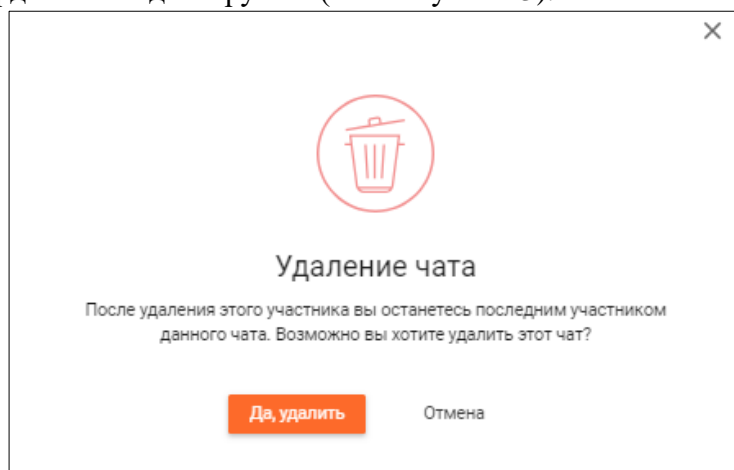 Удаление чата
После удаления этого участника вы останетесь последним участником
данного чата. Возможно вы хотите удалить этот чат?
Да, удалить
Отмена